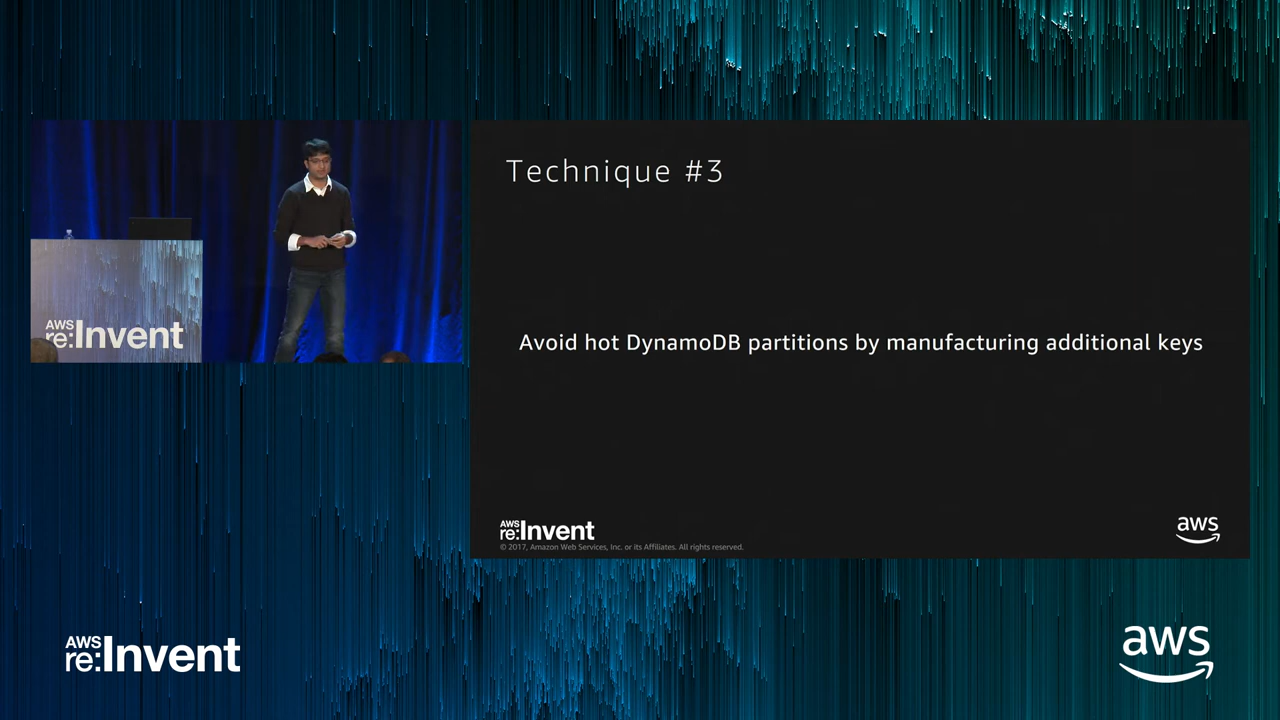 AWS
re:Invent
Technique #3
Avoid hot DynamoDB partitions by manufacturing additional keys
AWS
re:Invent
© 2017, Amazon Web Services, Inc. or its Affiliates. All rights reserved.
aws
AWS
re:Invent
aws